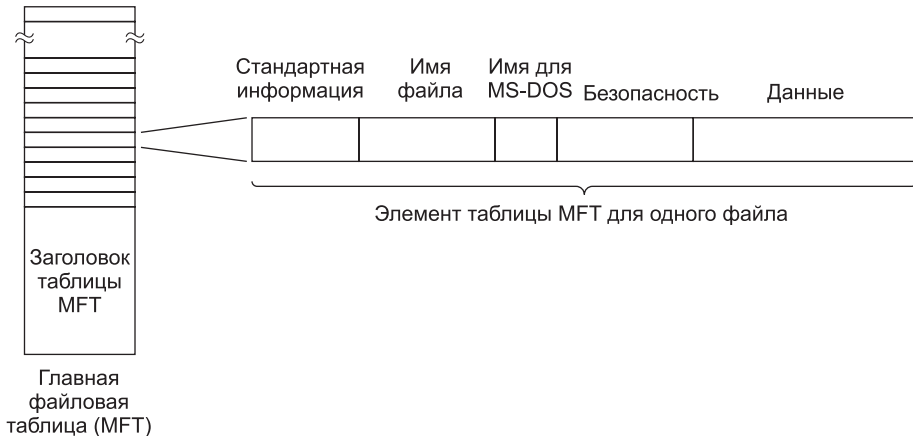 Стандартная
информация
Имя
файла
Имя для
MS-DOS
Безопасность
Данные
Элемент таблицы MFT для одного файла
Заголовок
таблицы
MFT
Главная
файловая
таблица (MFT)